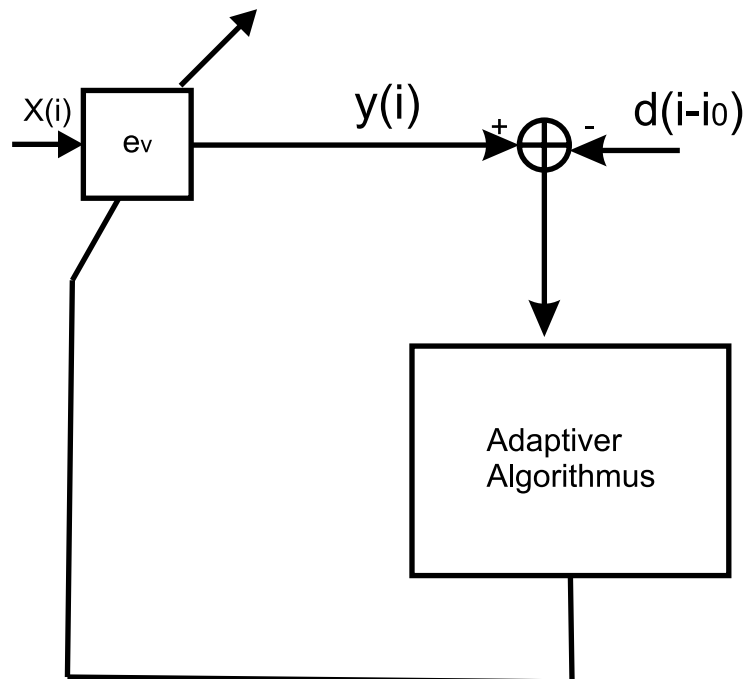 X(i)
eᵥ
y(i)
+
-
d(i-i₀)
Adaptiver
Algorithmus